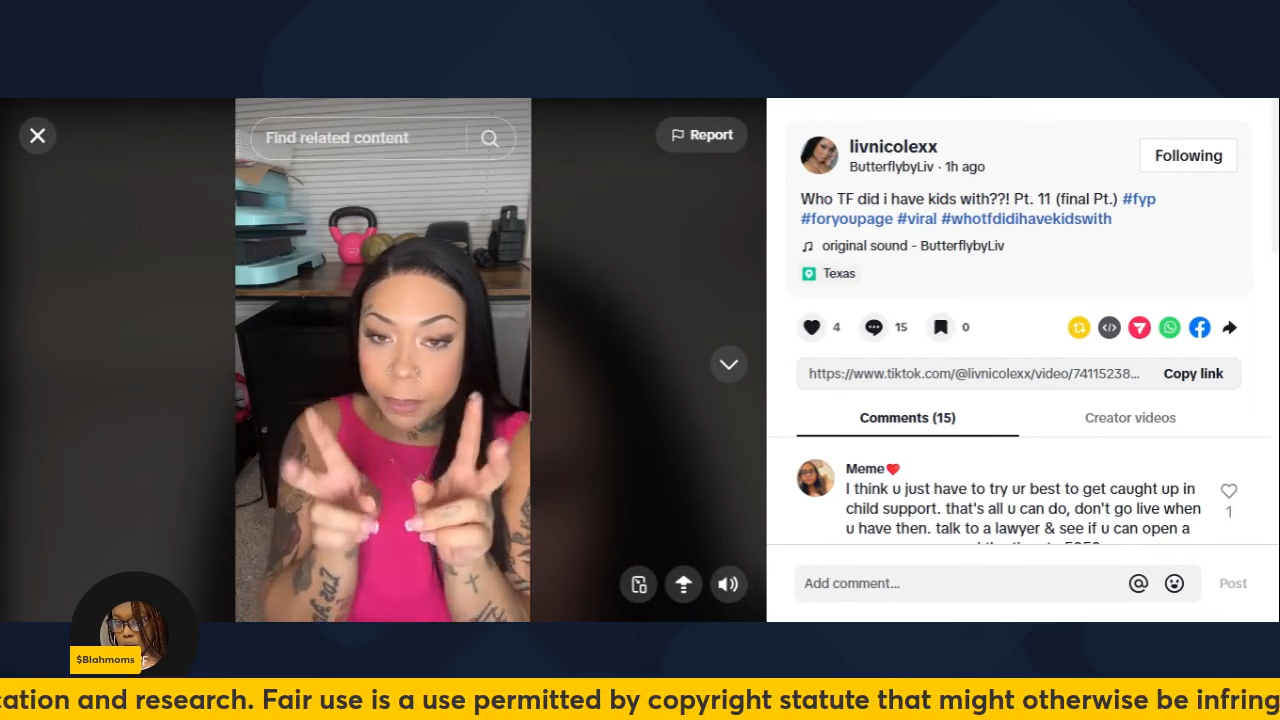 Find related content
Report
livnicolexx
ButterflybyLiv · 1h ago
Following
Who TF did i have kids with??! Pt. 11 (final Pt.) #fyp
#foryoupage #viral #whotfdidihavekidswith
original sound - ButterflybyLiv
Texas
4
15
0
https://www.tiktok.com/@livnicolexx/video/74115238...
Copy link
Comments (15)
Creator videos
Meme❤️
I think u just have to try ur best to get caught up in
child support. that's all u can do, don't go live when
u have then. talk to a lawyer & see if u can open a
1
Add comment...
Post
$Blahmoms
cation and research. Fair use is a use permitted by copyright statute that might otherwise be infring